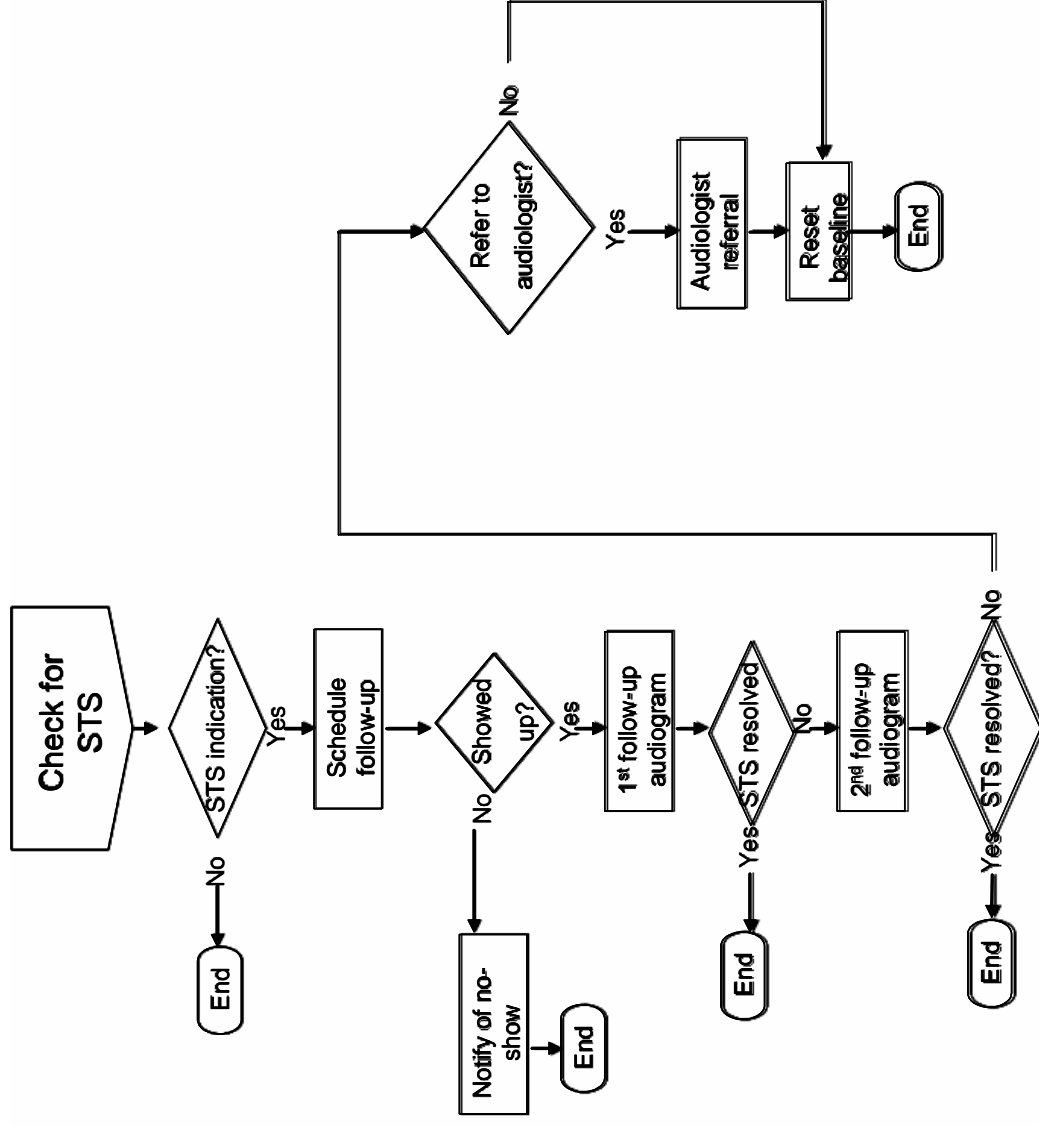 Check for
STS
STS indication?
No
End
Yes
Schedule
follow-up
Showed
up?
No
Notify of no-
show
End
Yes
1st follow-up
audiogram
STS resolved
Yes
End
No
2nd follow-up
audiogram
STS resolved?
Yes
End
No
Refer to
audiologist?
No
Yes
Audiologist
referral
Reset
baseline
End